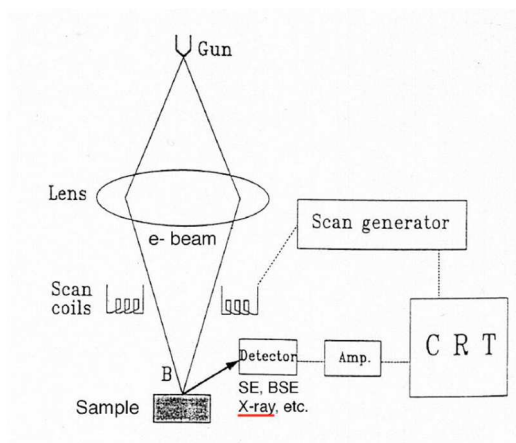 Gun
Lens
e- beam
Scan generator
Scan
coils
C R T
B
Detector
Amp.
SE, BSE
X-ray, etc.
Sample